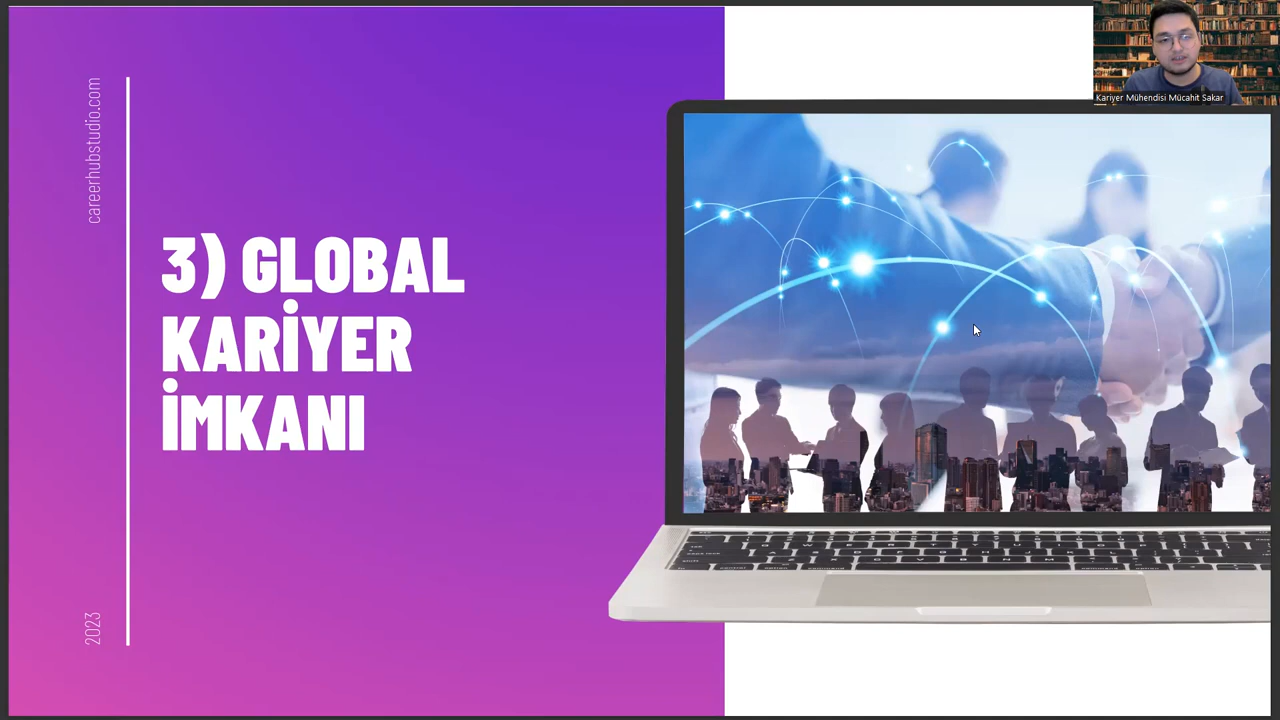 careerhubstudio.com
3) GLOBAL
KARİYER
İMKANI
2023
Kariyer Mühendisi Mücahit Sakar